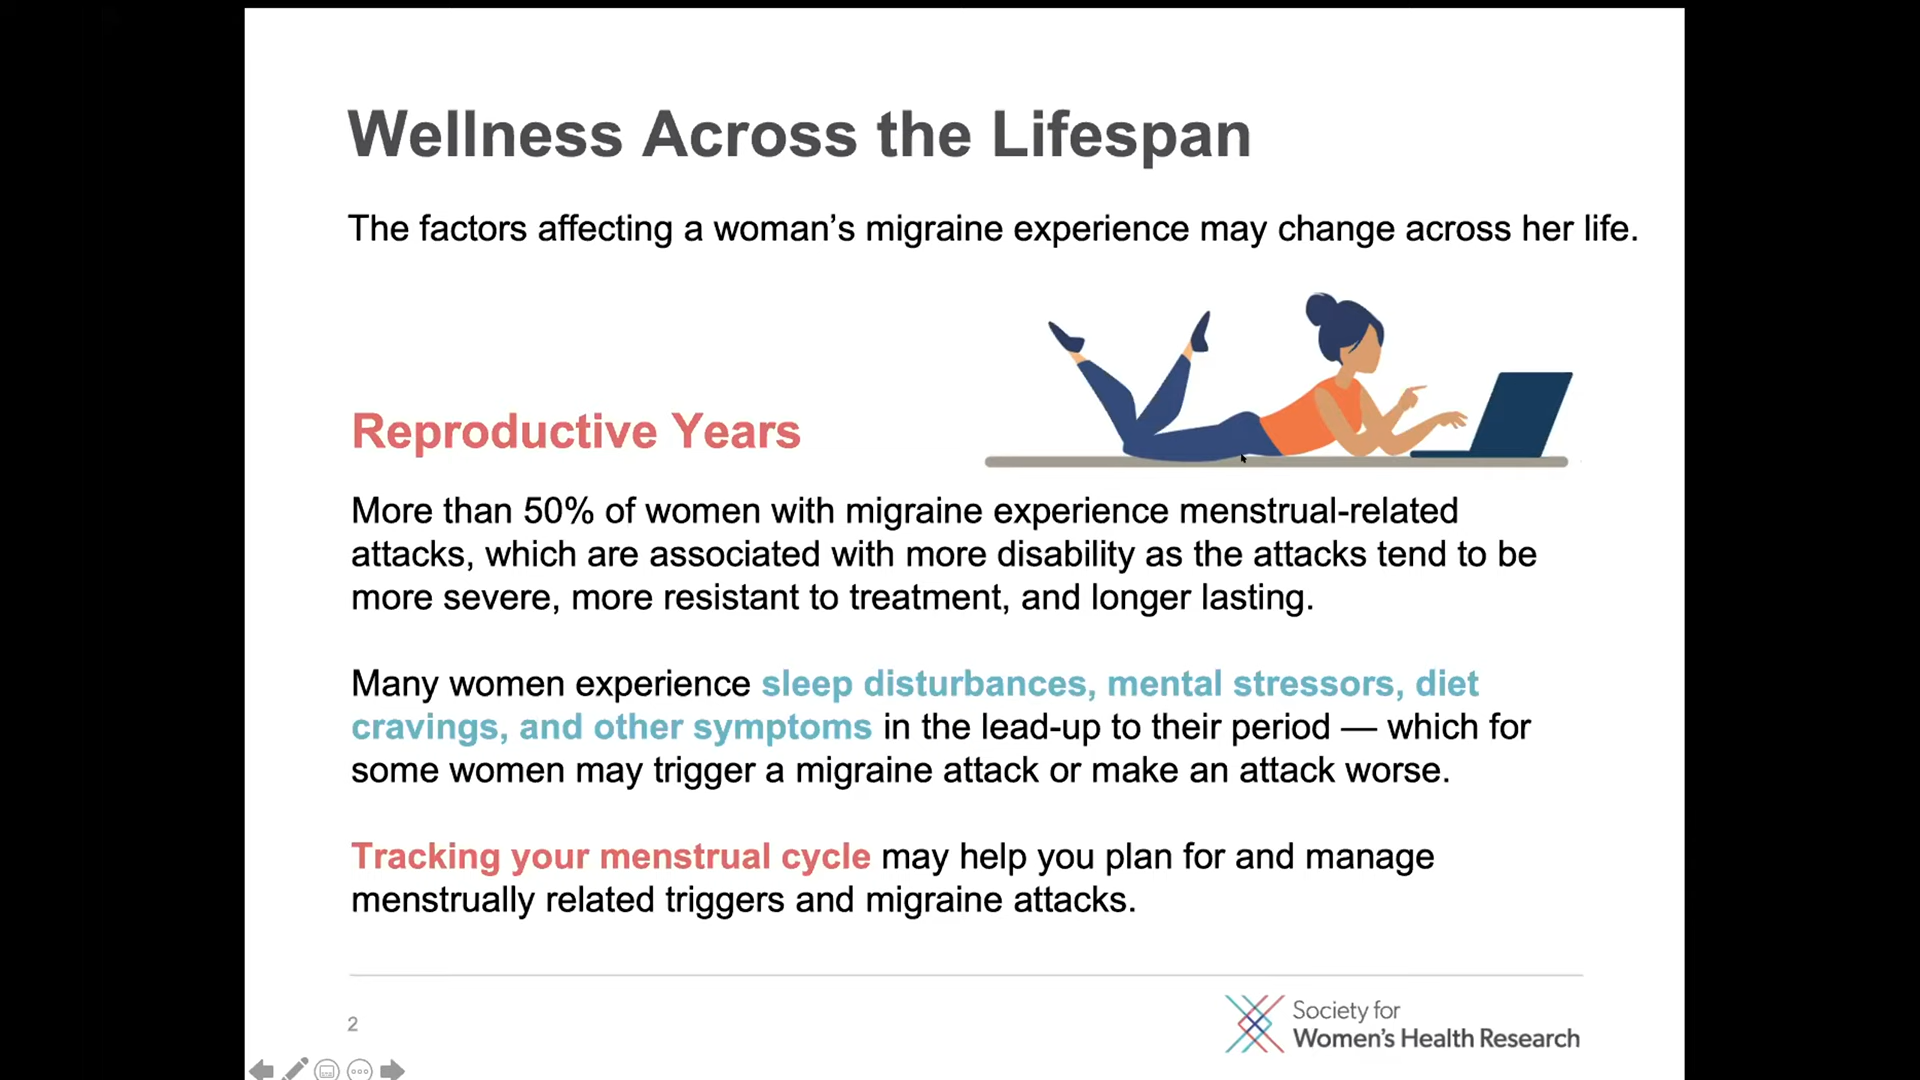 Wellness Across the Lifespan
The factors affecting a woman’s migraine experience may change across her life.
Reproductive Years
More than 50% of women with migraine experience menstrual-related
attacks, which are associated with more disability as the attacks tend to be
more severe, more resistant to treatment, and longer lasting.
Many women experience sleep disturbances, mental stressors, diet
cravings, and other symptoms in the lead-up to their period — which for
some women may trigger a migraine attack or make an attack worse.
Tracking your menstrual cycle may help you plan for and manage
menstrually related triggers and migraine attacks.
2
Society for
Women’s Health Research